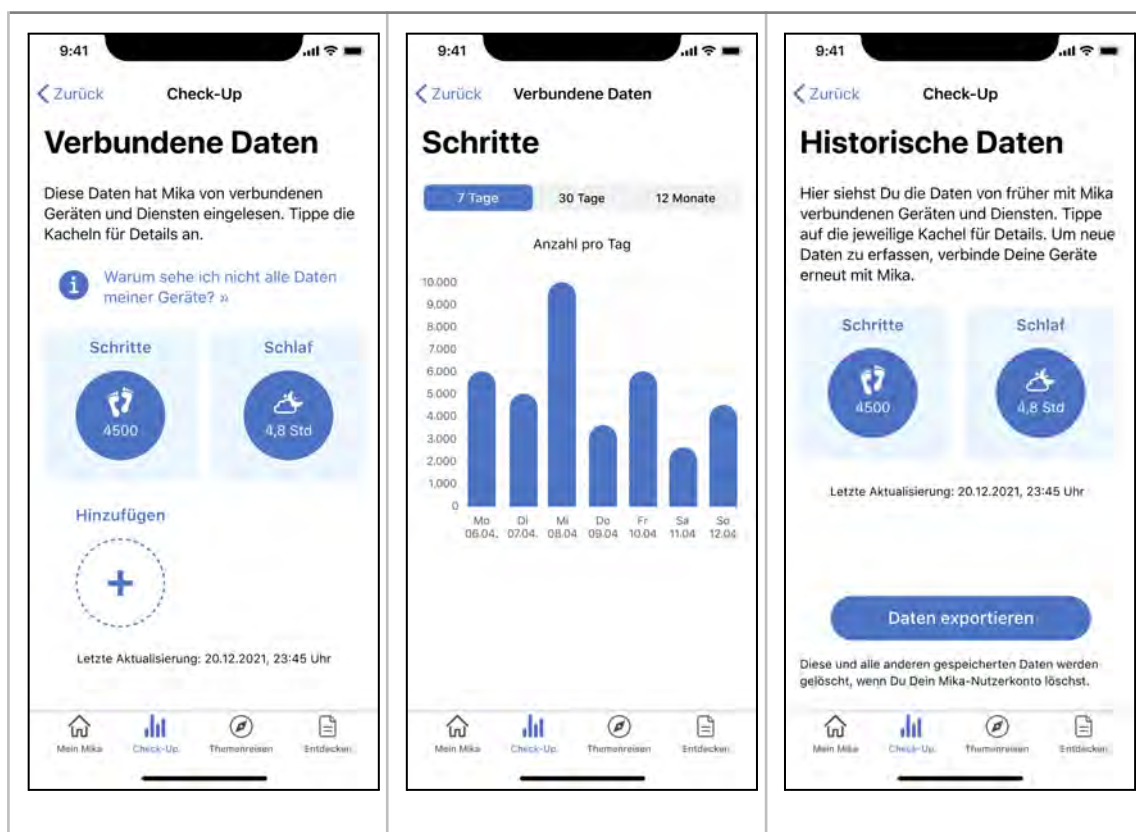 9:41
Zurück
Check-Up
Verbundene Daten
Diese Daten hat Mika von verbundenen
Geräten und Diensten eingelesen. Tippe die
Kacheln für Details an.
Warum sehe ich nicht alle Daten
meiner Geräte? »
Schritte
Schlaf
4500
4,8 Std
Hinzufügen
Letzte Aktualisierung: 20.12.2021, 23:45 Uhr
Mein Mika
Check-Up
Themenreisen
Entdecken
9:41
Zurück
Verbundene Daten
Schritte
7 Tage
30 Tage
12 Monate
Anzahl pro Tag
10.000
9.000
8.000
7.000
6.000
5.000
4.000
3.000
2.000
1.000
0
Mo Di Mi Do Fr Sa So
06.04. 07.04. 08.04 09.04 10.04 11.04 12.04
Mein Mika
Check-Up
Themenreisen
Entdecken
9:41
Zurück
Check-Up
Historische Daten
Hier siehst Du die Daten von früher mit Mika
verbundenen Geräten und Diensten. Tippe
auf die jeweilige Kachel für Details. Um neue
Daten zu erfassen, verbinde Deine Geräte
erneut mit Mika.
Schritte
Schlaf
4500
4,8 Std
Letzte Aktualisierung: 20.12.2021, 23:45 Uhr
Daten exportieren
Diese und alle anderen gespeicherten Daten werden
gelöscht, wenn Du Dein Mika-Nutzerkonto löschst.
Mein Mika
Check-Up
Themenreisen
Entdecken